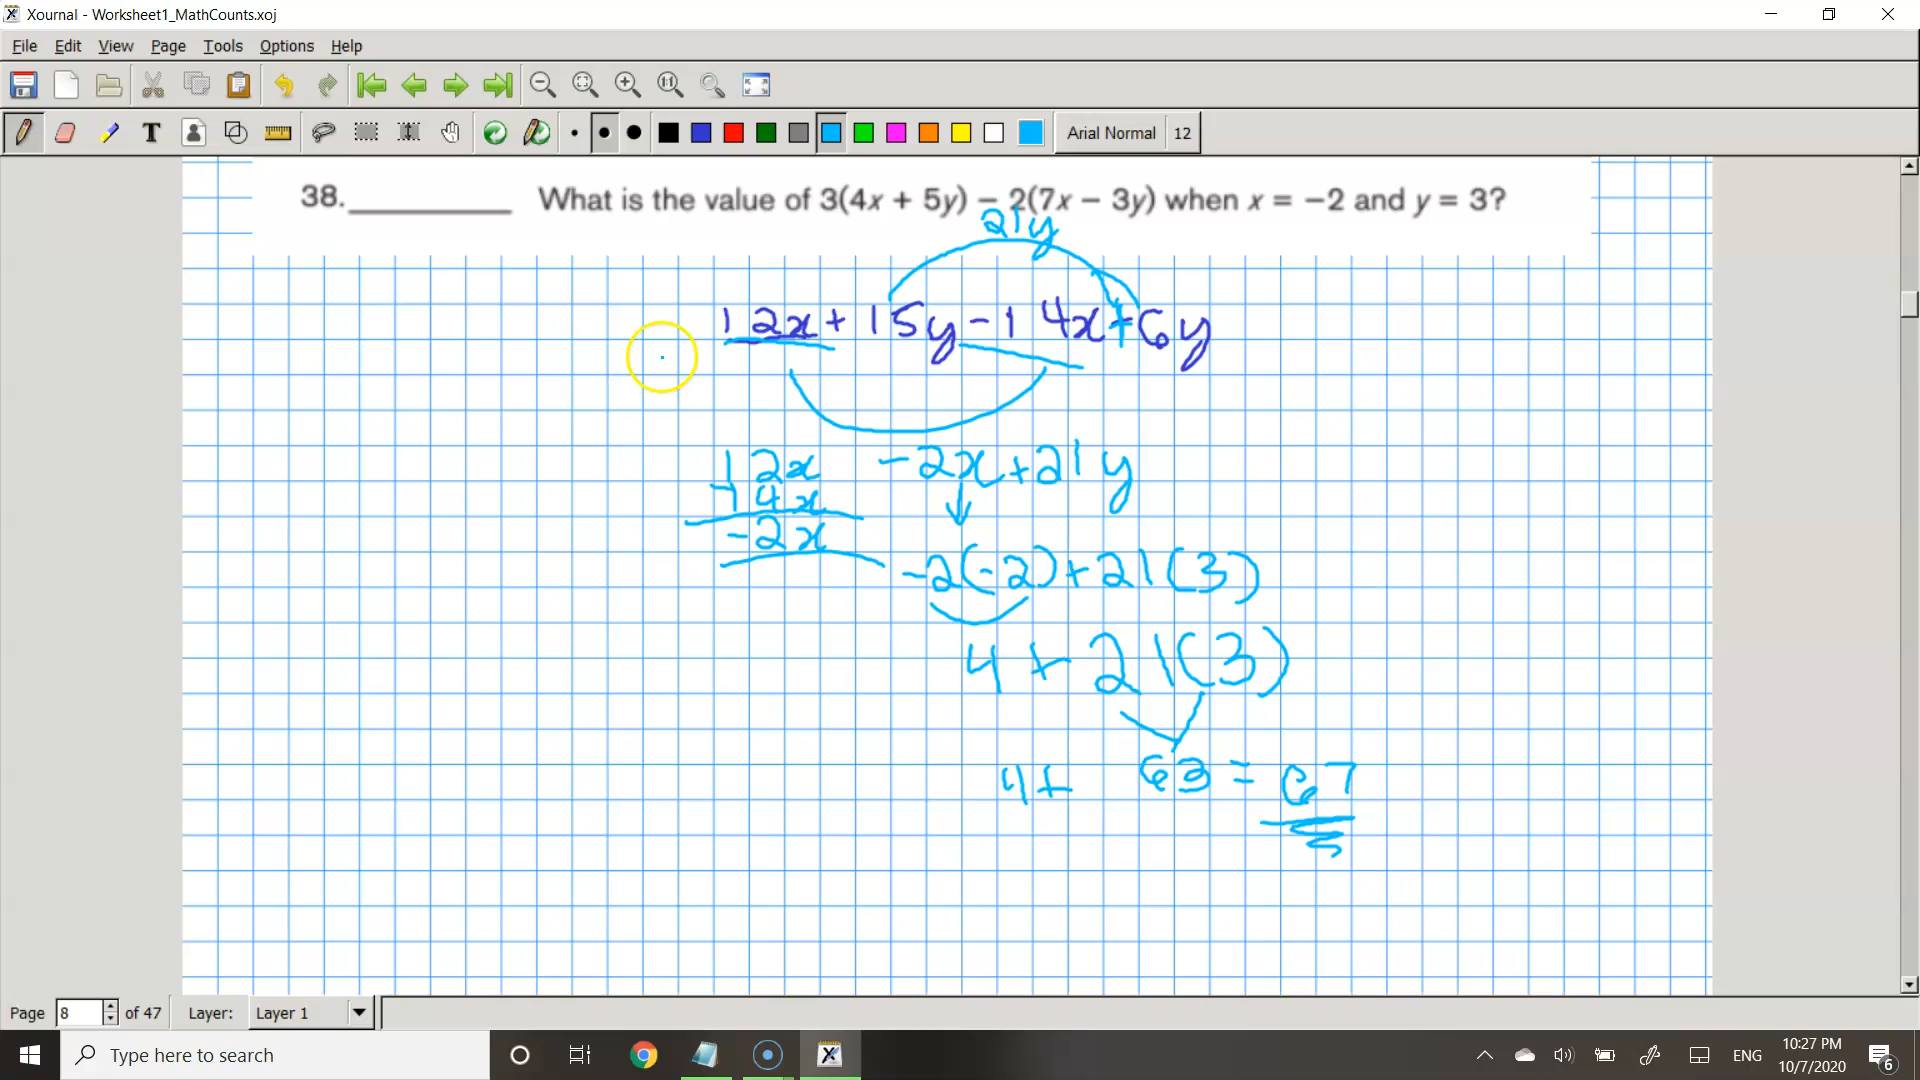 Xournal - Worksheet1_MathCounts.xoj
File Edit View Page Tools Options Help
Arial Normal 12
38. What is the value of 3(4x + 5y) − 2(7x − 3y) when x = −2 and y = 3?
21y
12x + 15y - 14x + 6y
12x
-14x
-2x
-2x + 21y
-2(-2) + 21(3)
4 + 21(3)
4 + 63 = 67
Page 8 of 47 Layer: Layer 1
Type here to search
ENG
10:27 PM
10/7/2020
6